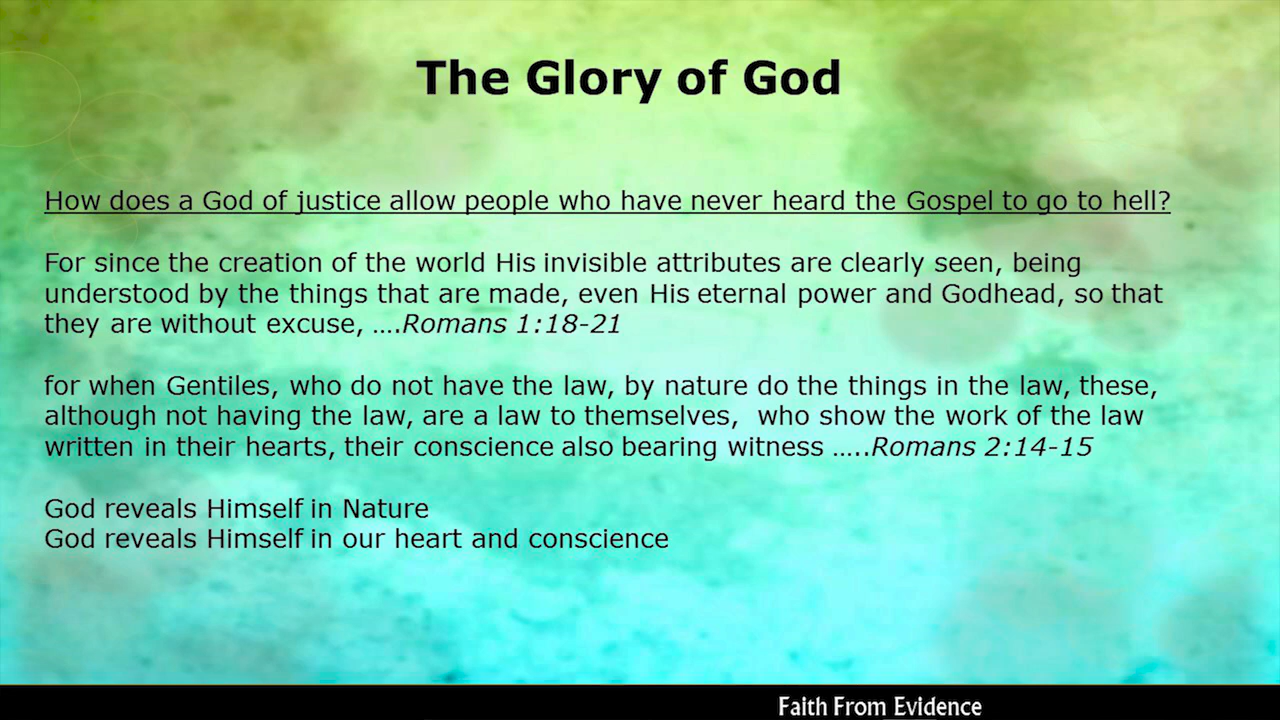 The Glory of God
How does a God of justice allow people who have never heard the Gospel to go to hell?
For since the creation of the world His invisible attributes are clearly seen, being
understood by the things that are made, even His eternal power and Godhead, so that
they are without excuse, ….Romans 1:18-21
for when Gentiles, who do not have the law, by nature do the things in the law, these,
although not having the law, are a law to themselves,  who show the work of the law
written in their hearts, their conscience also bearing witness …..Romans 2:14-15
God reveals Himself in Nature
God reveals Himself in our heart and conscience
Faith From Evidence